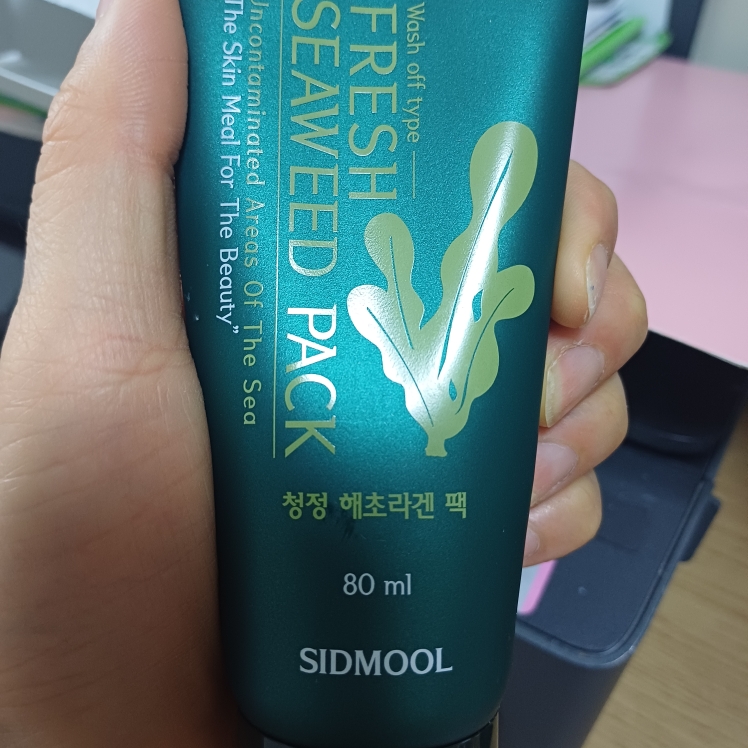 Wash off type
FRESH
SEAWEED PACK
Uncontaminated Areas Of The Sea
The Skin Meal For The Beauty”
청정 해초라겐 팩
80 ml
SIDMOOL